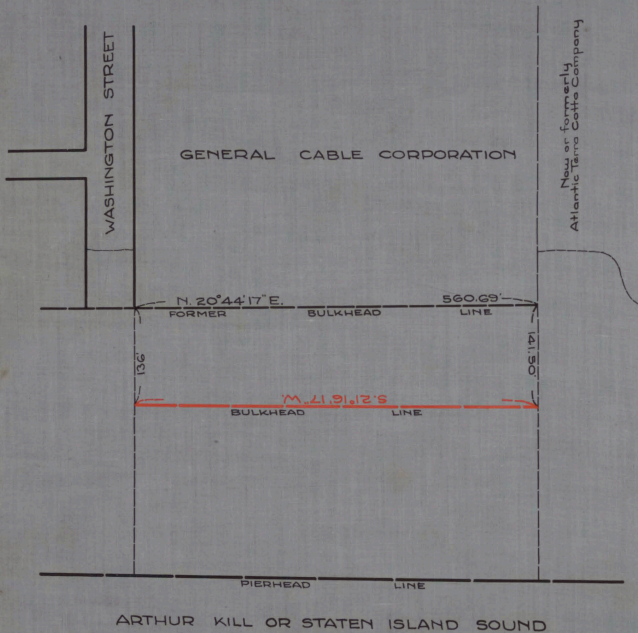 WASHINGTON STREET
GENERAL CABLE CORPORATION
Now or formerly
Atlantic Terra Cotta Company
N. 20°44'17" E. 560.69'
FORMER BULKHEAD LINE
136'
141.50'
S. 21°16'17" W.
BULKHEAD LINE
PIERHEAD LINE
ARTHUR KILL OR STATEN ISLAND SOUND